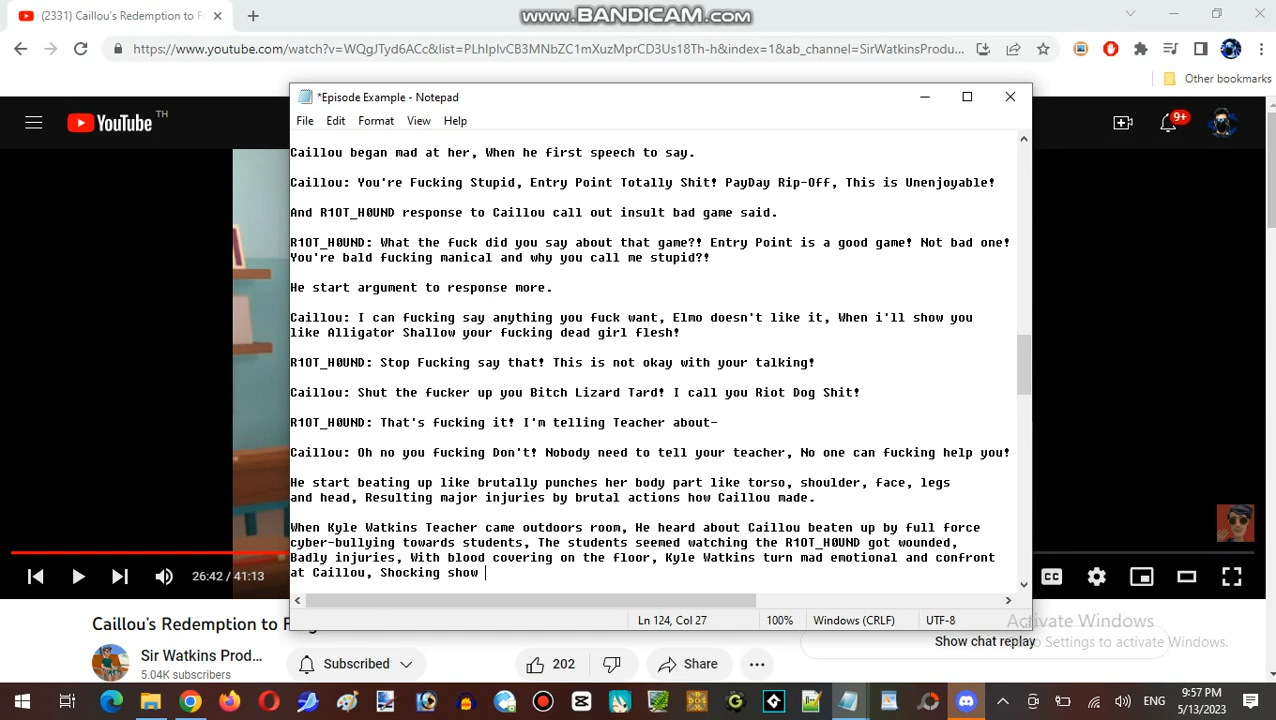 www.BANDICAM.com
(2331) Caillou's Redemption to F
https://www.youtube.com/watch?v=WQgJTyd6ACc&list=PLhIplvCB5MNbZC1mXuzMprCD3Us18Th-h&index=1&ab_channel=SirWatkinsProdu...
Other bookmarks
YouTube TH
9+
*Episode Example - Notepad
File Edit Format View Help
Caillou began mad at her, When he first speech to say.
Caillou: You're Fucking Stupid, Entry Point Totally Shit! PayDay Rip-Off, This is Unenjoyable!
And R1OT_H0UND response to Caillou call out insult bad game said.
R1OT_H0UND: What the fuck did you say about that game?! Entry Point is a good game! Not bad one!
You're bald fucking manical and why you call me stupid?!
He start argument to response more.
Caillou: I can fucking say anything you fuck want, Elmo doesn't like it, When i'll show you
like Alligator Shallow your fucking dead girl flesh!
R1OT_H0UND: Stop Fucking say that! This is not okay with your talking!
Caillou: Shut the fucker up you Bitch Lizard Tard! I call you Riot Dog Shit!
R1OT_H0UND: That's fucking it! I'm telling Teacher about-
Caillou: Oh no you fucking Don't! Nobody need to tell your teacher, No one can fucking help you!
He start beating up like brutally punches her body part like torso, shoulder, face, legs
and head, Resulting major injuries by brutal actions how Caillou made.
When Kyle Watkins Teacher came outdoors room, He heard about Caillou beaten up by full force
cyber-bullying towards students, The students seemed watching the R1OT_H0UND got wounded,
Badly injuries, With blood covering on the floor, Kyle Watkins turn mad emotional and confront
at Caillou, Shocking show
Ln 124, Col 27 100% Windows (CRLF) UTF-8
26:42 / 41:13
CC
Caillou's Redemption to
Sir Watkins Prod...
5.04K subscribers
Subscribed
202
Share
Show chat replay
Activate Windows
Go to Settings to activate Windows.
ENG
9:57 PM
5/13/2023